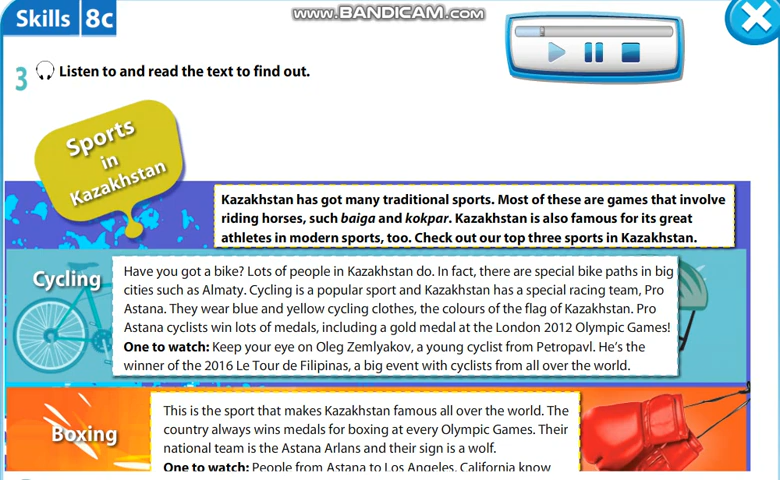 www.BANDICAM.com
Skills 8c
3 Listen to and read the text to find out.
Sports
in
Kazakhstan
Kazakhstan has got many traditional sports. Most of these are games that involve
riding horses, such baiga and kokpar. Kazakhstan is also famous for its great
athletes in modern sports, too. Check out our top three sports in Kazakhstan.
Cycling
Have you got a bike? Lots of people in Kazakhstan do. In fact, there are special bike paths in big
cities such as Almaty. Cycling is a popular sport and Kazakhstan has a special racing team, Pro
Astana. They wear blue and yellow cycling clothes, the colours of the flag of Kazakhstan. Pro
Astana cyclists win lots of medals, including a gold medal at the London 2012 Olympic Games!
One to watch: Keep your eye on Oleg Zemlyakov, a young cyclist from Petropavl. He's the
winner of the 2016 Le Tour de Filipinas, a big event with cyclists from all over the world.
Boxing
This is the sport that makes Kazakhstan famous all over the world. The
country always wins medals for boxing at every Olympic Games. Their
national team is the Astana Arlans and their sign is a wolf.
One to watch: People from Astana to Los Angeles, California know